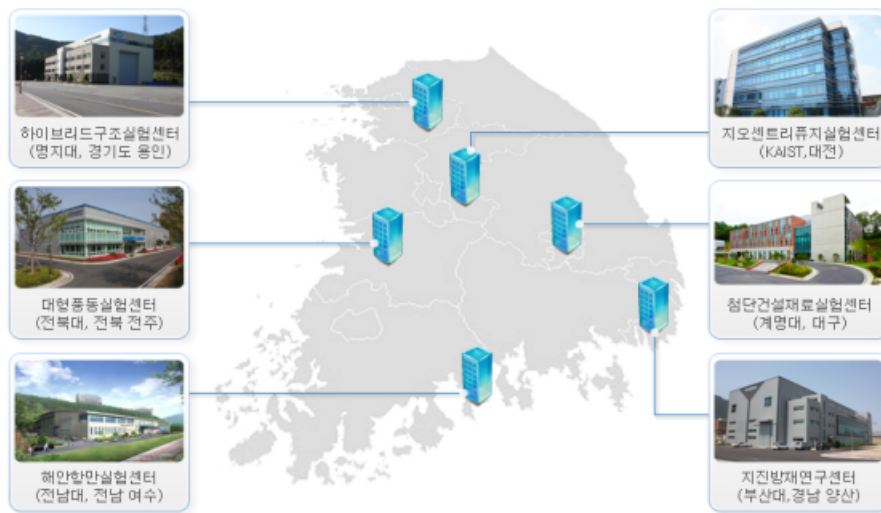 하이브리드구조실험센터
(명지대, 경기도 용인)
지오센트리퓨지실험센터
(KAIST,대전)
대형풍동실험센터
(전북대, 전북 전주)
첨단건설재료실험센터
(계명대, 대구)
해안항만실험센터
(전남대, 전남 여수)
지진방재연구센터
(부산대,경남 양산)